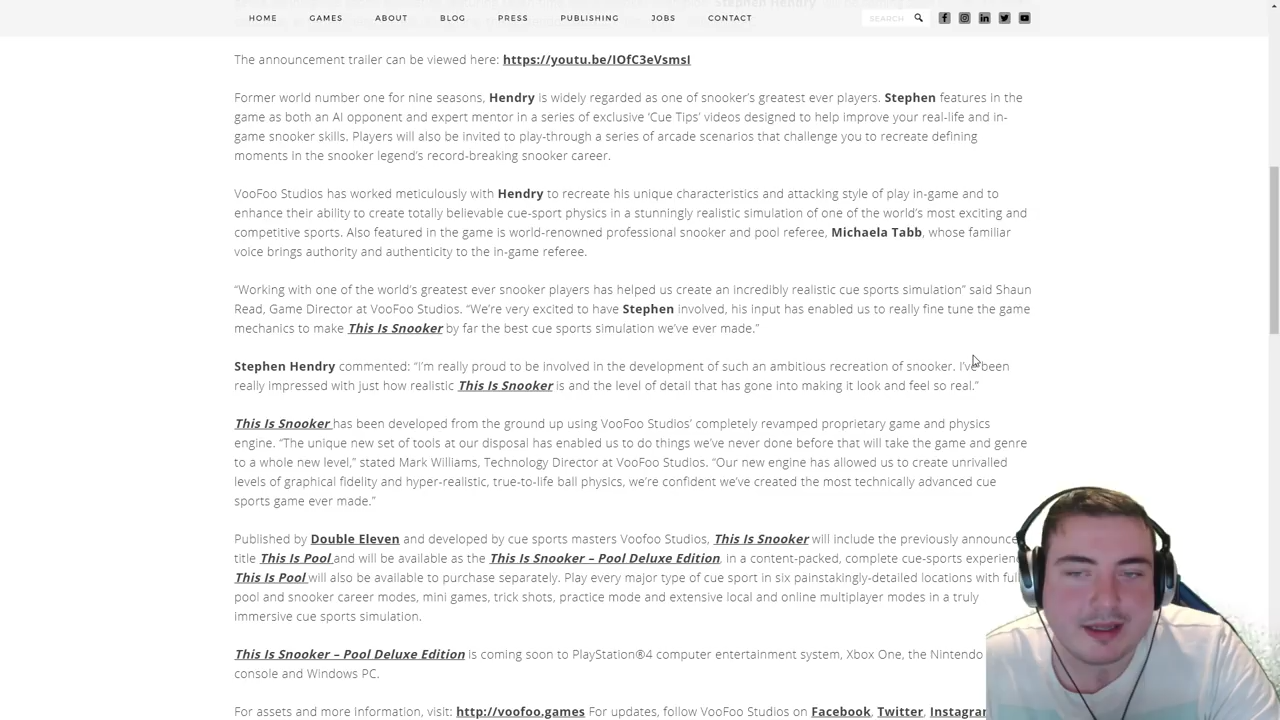 HOME GAMES ABOUT BLOG PRESS PUBLISHING JOBS CONTACT SEARCH
The announcement trailer can be viewed here: https://youtu.be/IOfC3eVsmsI
Former world number one for nine seasons, Hendry is widely regarded as one of snooker's greatest ever players. Stephen features in the
game as both an AI opponent and expert mentor in a series of exclusive ‘Cue Tips’ videos designed to help improve your real-life and in-
game snooker skills. Players will also be invited to play-through a series of arcade scenarios that challenge you to recreate defining
moments in the snooker legend's record-breaking snooker career.
VooFoo Studios has worked meticulously with Hendry to recreate his unique characteristics and attacking style of play in-game and to
enhance their ability to create totally believable cue-sport physics in a stunningly realistic simulation of one of the world's most exciting and
competitive sports. Also featured in the game is world-renowned professional snooker and pool referee, Michaela Tabb, whose familiar
voice brings authority and authenticity to the in-game referee.
“Working with one of the world's greatest ever snooker players has helped us create an incredibly realistic cue sports simulation” said Shaun
Read, Game Director at VooFoo Studios. “We're very excited to have Stephen involved, his input has enabled us to really fine tune the game
mechanics to make This Is Snooker by far the best cue sports simulation we've ever made.”
Stephen Hendry commented: “I'm really proud to be involved in the development of such an ambitious recreation of snooker. I've been
really impressed with just how realistic This Is Snooker is and the level of detail that has gone into making it look and feel so real.”
This Is Snooker has been developed from the ground up using VooFoo Studios’ completely revamped proprietary game and physics
engine. “The unique new set of tools at our disposal has enabled us to do things we've never done before that will take the game and genre
to a whole new level,” stated Mark Williams, Technology Director at VooFoo Studios. “Our new engine has allowed us to create unrivalled
levels of graphical fidelity and hyper-realistic, true-to-life ball physics, we're confident we've created the most technically advanced cue
sports game ever made.”
Published by Double Eleven and developed by cue sports masters Voofoo Studios, This Is Snooker will include the previously announce
title This Is Pool and will be available as the This Is Snooker – Pool Deluxe Edition, in a content-packed, complete cue-sports experien
This Is Pool will also be available to purchase separately. Play every major type of cue sport in six painstakingly-detailed locations with full
pool and snooker career modes, mini games, trick shots, practice mode and extensive local and online multiplayer modes in a truly
immersive cue sports simulation.
This Is Snooker – Pool Deluxe Edition is coming soon to PlayStation®4 computer entertainment system, Xbox One, the Nintendo
console and Windows PC.
For assets and more information, visit: http://voofoo.games For updates, follow VooFoo Studios on Facebook, Twitter, Instagra